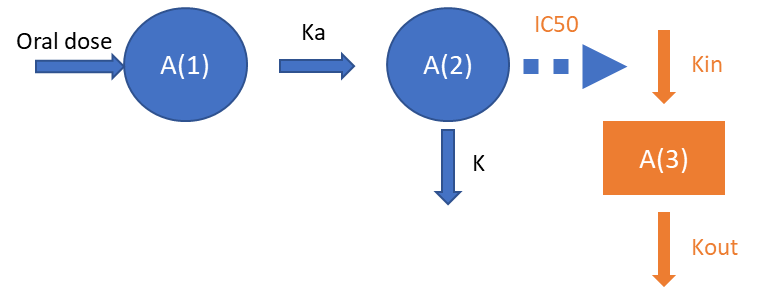 Oral dose
A(1)
Ka
A(2)
K
IC50
Kin
A(3)
Kout